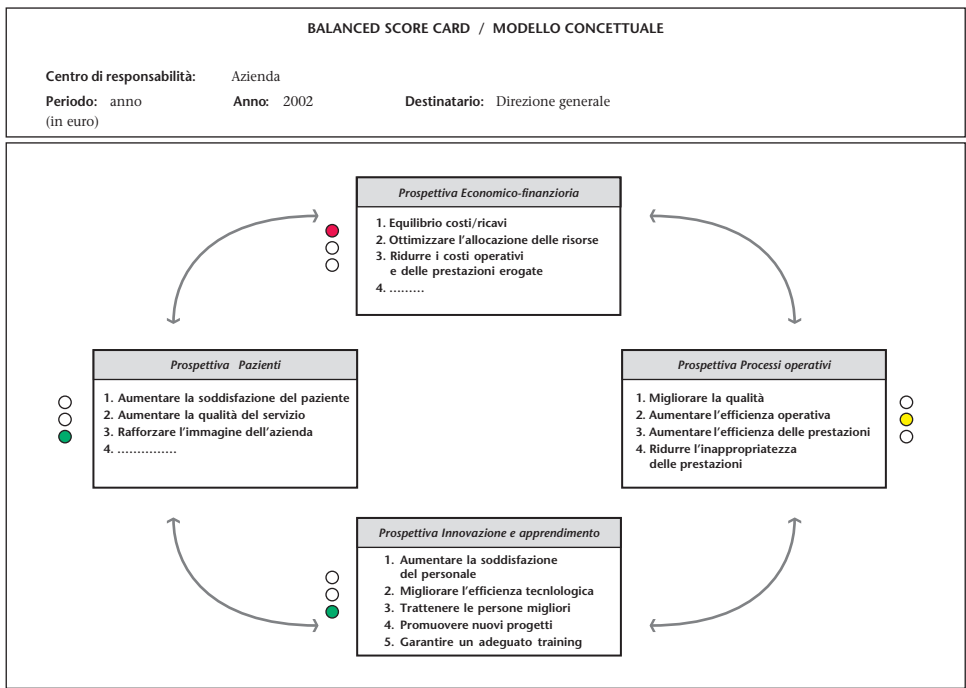 BALANCED SCORE CARD / MODELLO CONCETTUALE
Centro di responsabilità: Azienda
Periodo: anno Anno: 2002 Destinatario: Direzione generale
(in euro)
Prospettiva Economico-finanzioria
1. Equilibrio costi/ricavi
2. Ottimizzare l'allocazione delle risorse
3. Ridurre i costi operativi
e delle prestazioni erogate
4. .........
Prospettiva Pazienti
1. Aumentare la soddisfazione del paziente
2. Aumentare la qualità del servizio
3. Rafforzare l'immagine dell'azienda
4. ...............
Prospettiva Processi operativi
1. Migliorare la qualità
2. Aumentare l'efficienza operativa
3. Aumentare l'efficienza delle prestazioni
4. Ridurre l'inappropriatezza
delle prestazioni
Prospettiva Innovazione e apprendimento
1. Aumentare la soddisfazione
del personale
2. Migliorare l'efficienza tecnlologica
3. Trattenere le persone migliori
4. Promuovere nuovi progetti
5. Garantire un adeguato training